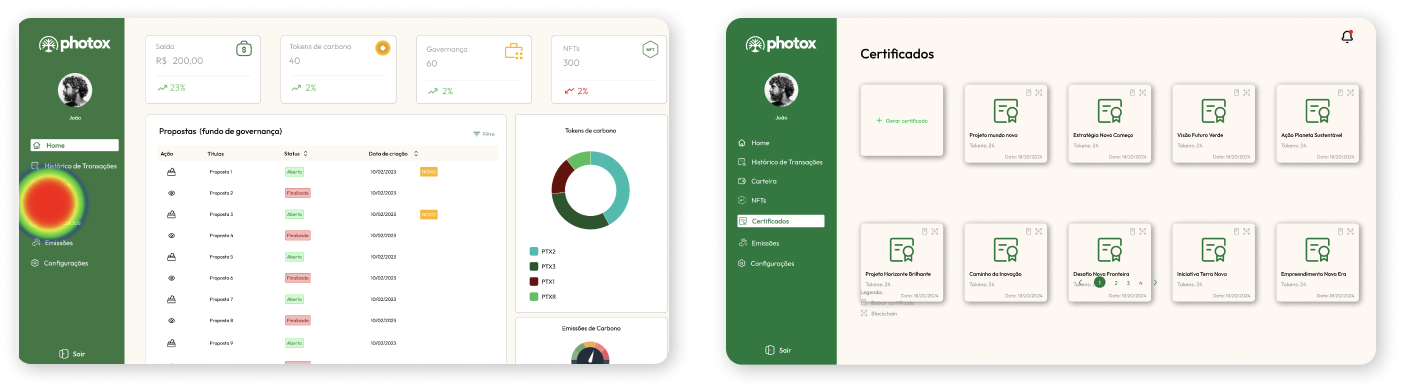 photox
João
Home
Histórico de Transações
Emissões
Configurações
Sair
Saldo
R$ 200,00
23%
Tokens de carbono
40
2%
Governança
60
2%
NFTs
300
2%
NFT
Propostas (fundo de governança)
Filtro
Ação Títulos Status Data de criação
Proposta 1 Aberto 10/02/2023 NOVO
Proposta 2 Finalizado 10/02/2023
Proposta 3 Aberto 10/02/2023 NOVO
Proposta 4 Finalizado 10/02/2023
Proposta 5 Aberto 10/02/2023
Proposta 6 Finalizado 10/02/2023
Proposta 7 Aberto 10/02/2023
Proposta 8 Finalizado 10/02/2023
Proposta 9 Aberto 10/02/2023
Tokens de carbono
PTX2
PTX3
PTX1
PTXR
Emissões de Carbono
photox
João
Home
Histórico de Transações
Carteira
NFTs
Certificados
Emissões
Configurações
Sair
Certificados
+ Gerar certificado
Projeto mundo novo
Tokens: 24
Data: 18/20/2024
Estratégia Novo Começo
Tokens: 24
Data: 18/20/2024
Visão Futuro Verde
Tokens: 24
Data: 18/20/2024
Ação Planeta Sustentável
Tokens: 24
Data: 18/20/2024
Projeto Horizonte Brilhante
Tokens: 24
Data: 18/20/2024
Caminho da Inovação
Tokens: 24
Data: 18/20/2024
Desafio Nova Fronteira
Tokens:
Data: 18/20/2024
Iniciativa Terra Nova
Tokens: 24
Data: 18/20/2024
Empreendimento Nova Era
Tokens: 24
Data: 18/20/2024
1 2 3 4
Legenda:
Baixar certificado
Blockchain